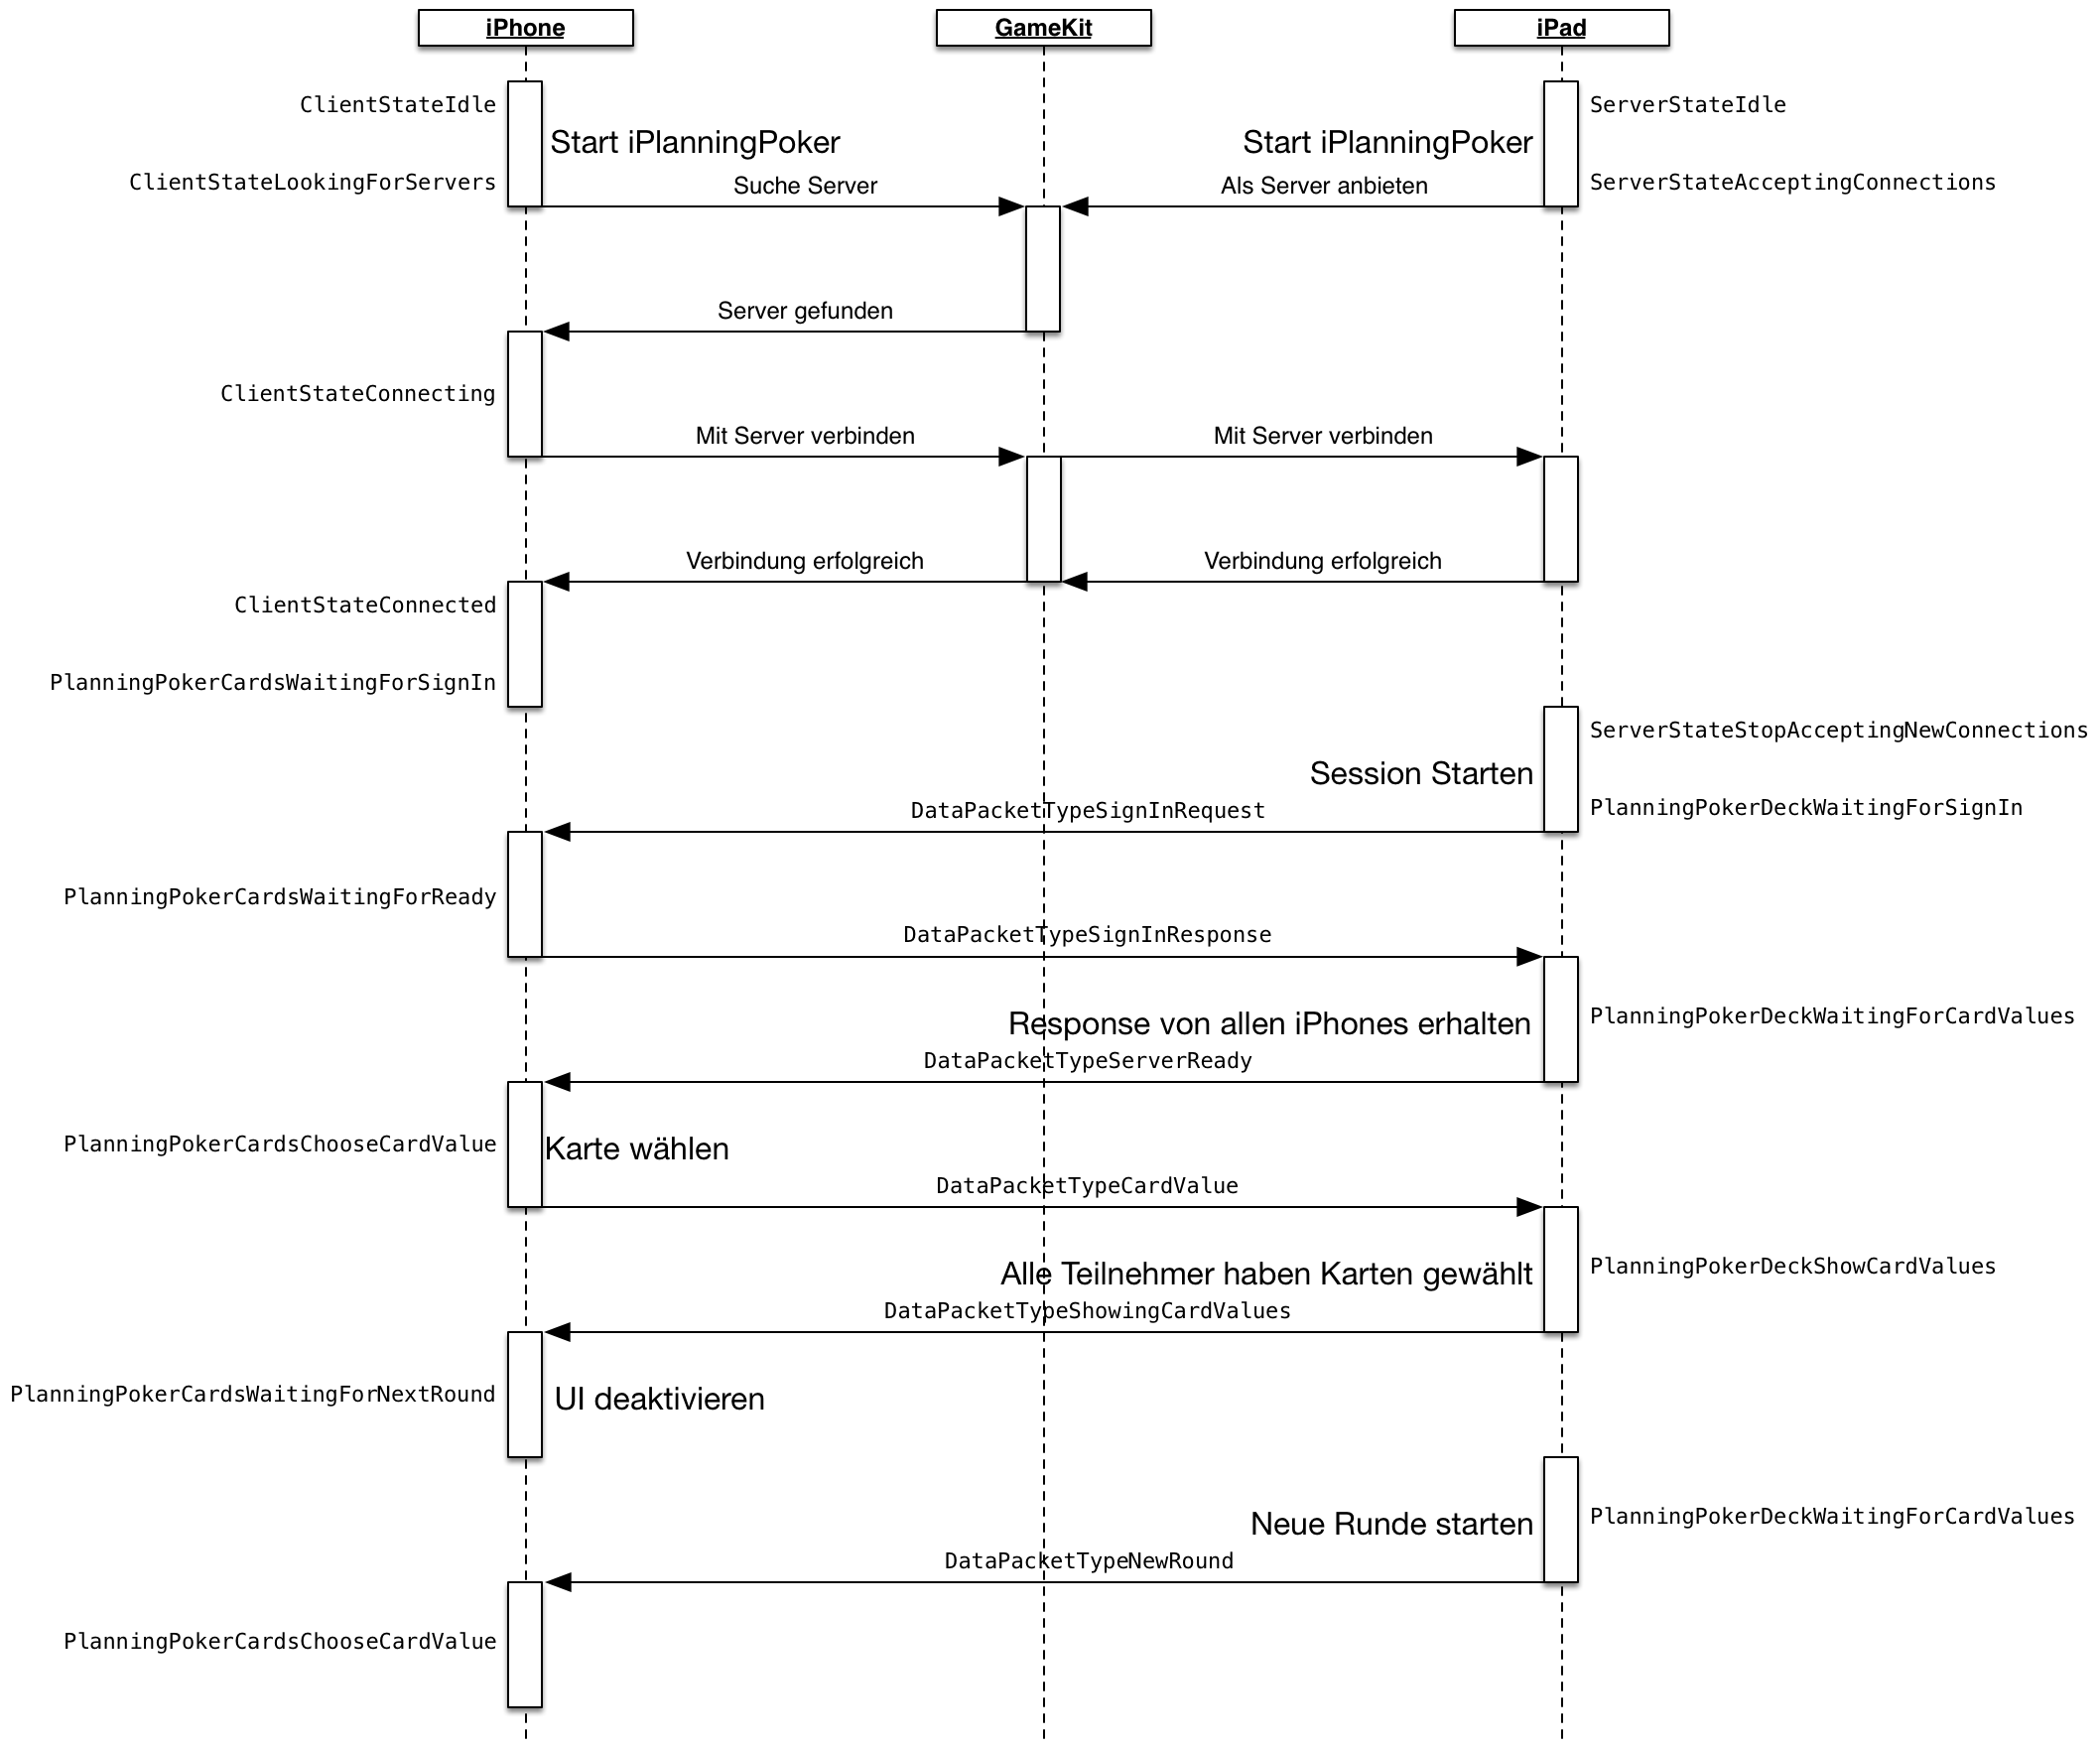 iPhone
GameKit
iPad
ClientStateIdle
ServerStateIdle
Start iPlanningPoker
Start iPlanningPoker
ClientStateLookingForServers
Suche Server
Als Server anbieten
ServerStateAcceptingConnections
Server gefunden
ClientStateConnecting
Mit Server verbinden
Mit Server verbinden
Verbindung erfolgreich
Verbindung erfolgreich
ClientStateConnected
PlanningPokerCardsWaitingForSignIn
ServerStateStopAcceptingNewConnections
Session Starten
DataPacketTypeSignInRequest
PlanningPokerDeckWaitingForSignIn
PlanningPokerCardsWaitingForReady
DataPacketTypeSignInResponse
Response von allen iPhones erhalten
PlanningPokerDeckWaitingForCardValues
DataPacketTypeServerReady
PlanningPokerCardsChooseCardValue
Karte wählen
DataPacketTypeCardValue
Alle Teilnehmer haben Karten gewählt
PlanningPokerDeckShowCardValues
DataPacketTypeShowingCardValues
PlanningPokerCardsWaitingForNextRound
UI deaktivieren
Neue Runde starten
PlanningPokerDeckWaitingForCardValues
DataPacketTypeNewRound
PlanningPokerCardsChooseCardValue